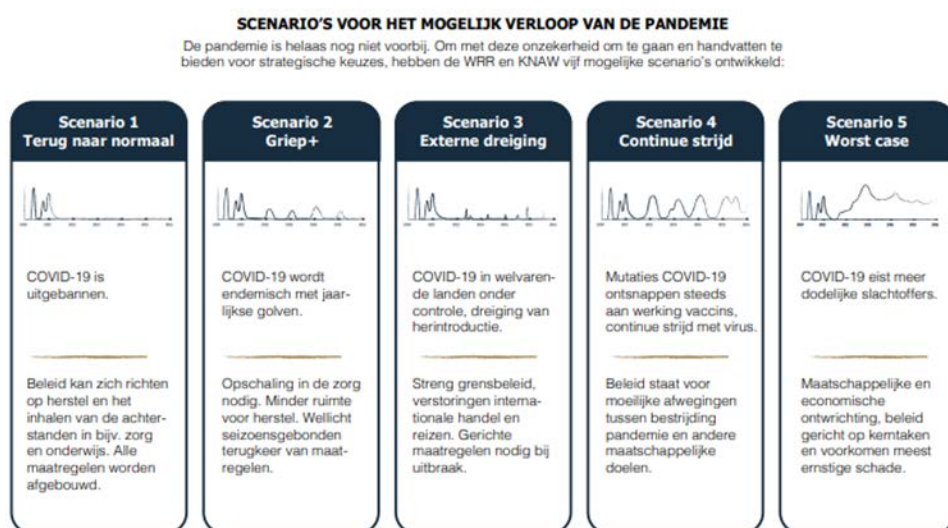 SCENARIO'S VOOR HET MOGELIJK VERLOOP VAN DE PANDEMIE
De pandemie is helaas nog niet voorbij. Om met deze onzekerheid om te gaan en handvatten te
bieden voor strategische keuzes, hebben de WRR en KNAW vijf mogelijke scenario's ontwikkeld:
Scenario 1
Terug naar normaal
COVID-19 is
uitgebannen.
Beleid kan zich richten
op herstel en het
inhalen van de achter-
standen in bijv. zorg
en onderwijs. Alle
maatregelen worden
afgebouwd.
Scenario 2
Griep+
COVID-19 wordt
endemisch met jaar-
lijkse golven.
Opschaling in de zorg
nodig. Minder ruimte
voor herstel. Wellicht
seizoensgebonden
terugkeer van maat-
regelen.
Scenario 3
Externe dreiging
COVID-19 in welvaren-
de landen onder
controle, dreiging van
herintroductie.
Streng grensbeleid,
verstoringen interna-
tionale handel en
reizen. Gerichte
maatregelen nodig bij
uitbraak.
Scenario 4
Continue strijd
Mutaties COVID-19
ontsnappen steeds
aan werking vaccins,
continue strijd met virus.
Beleid staat voor
moeilijke afwegingen
tussen bestrijding
pandemie en andere
maatschappelijke
doelen.
Scenario 5
Worst case
COVID-19 eist meer
dodelijke slachtoffers.
Maatschappelijke en
economische
ontwrichting, beleid
gericht op kerntaken
en voorkomen meest
ernstige schade.